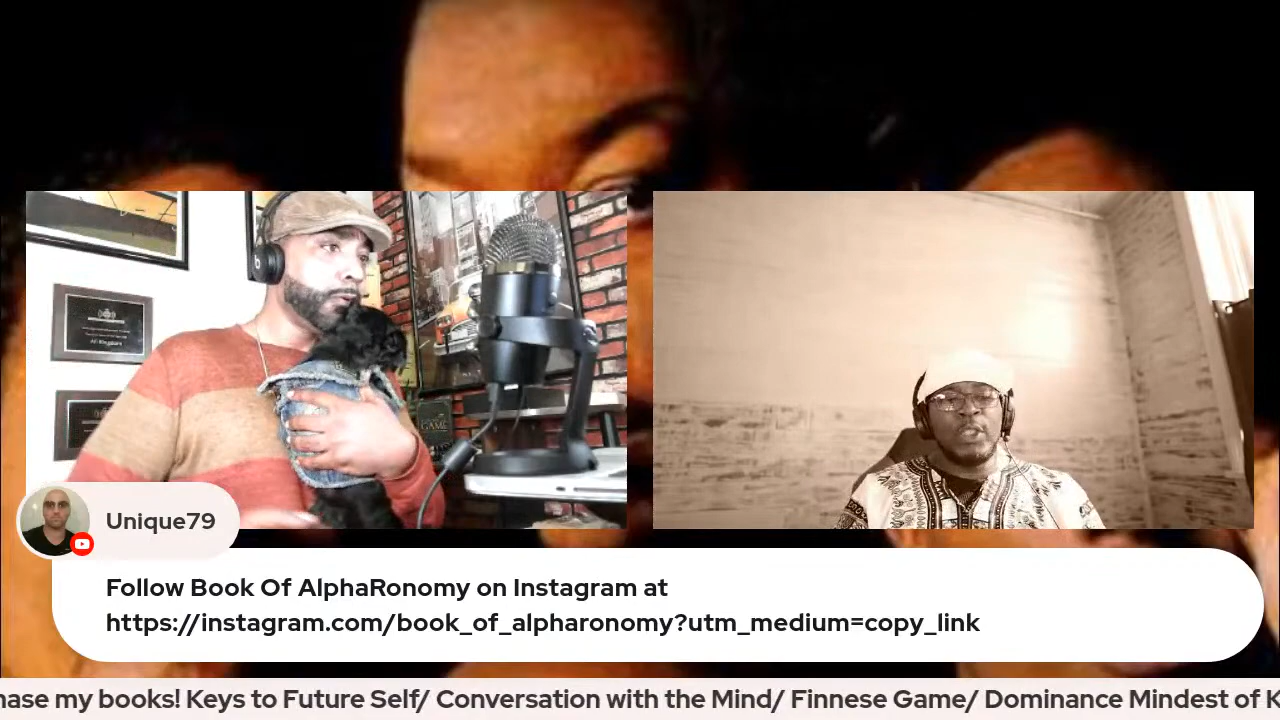 GAME
Unique79
Follow Book Of AlphaRonomy on Instagram at
https://instagram.com/book_of_alpharonomy?utm_medium=copy_link
hase my books! Keys to Future Self/ Conversation with the Mind/ Finnese Game/ Dominance Mindest of K